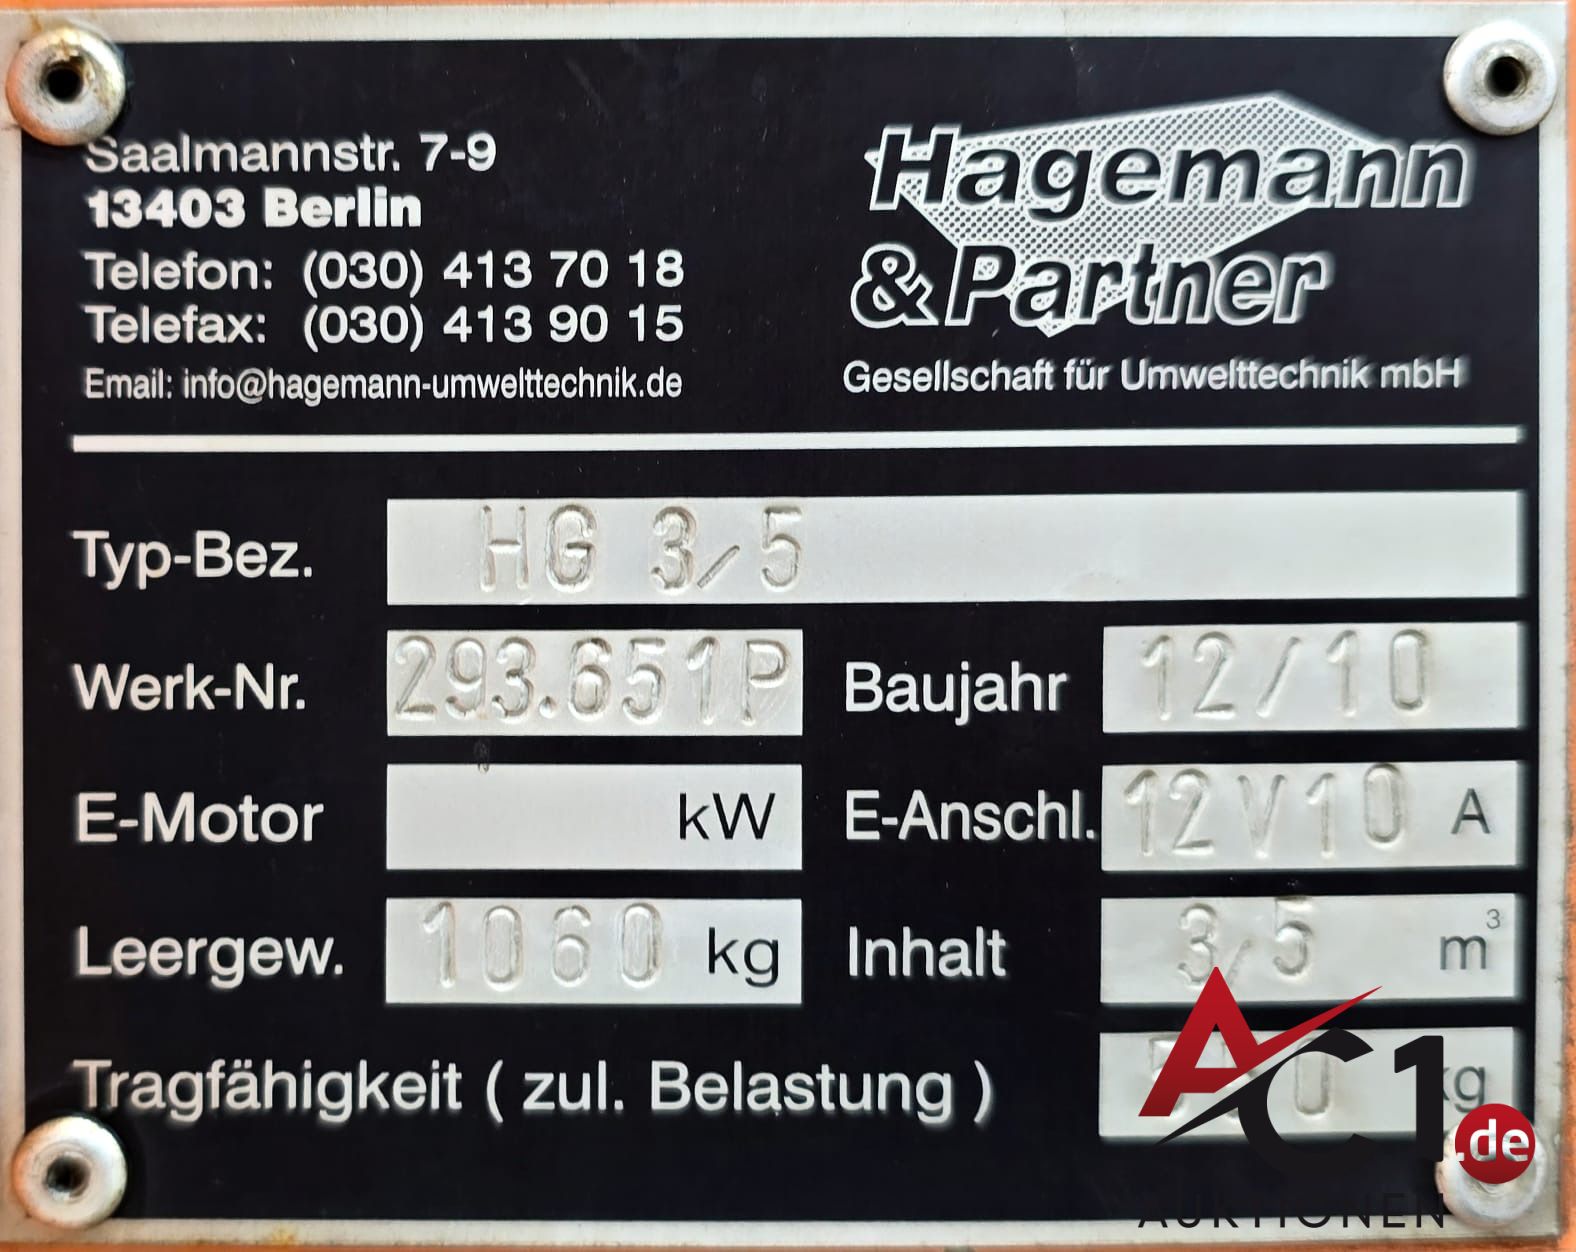 Saalmannstr. 7-9
13403 Berlin
Telefon: (030) 413 70 18
Telefax: (030) 413 90 15
Email: info@hagemann-umwelttechnik.de
Hagemann
& Partner
Gesellschaft für Umwelttechnik mbH
Typ-Bez. HG 3,5
Werk-Nr. 293.651P Baujahr 12/10
E-Motor kW E-Anschl. 12V10 A
Leergew. 1060 kg Inhalt 3,5 m³
Tragfähigkeit ( zul. Belastung ) kg
AC1.de
AUKTIONEN